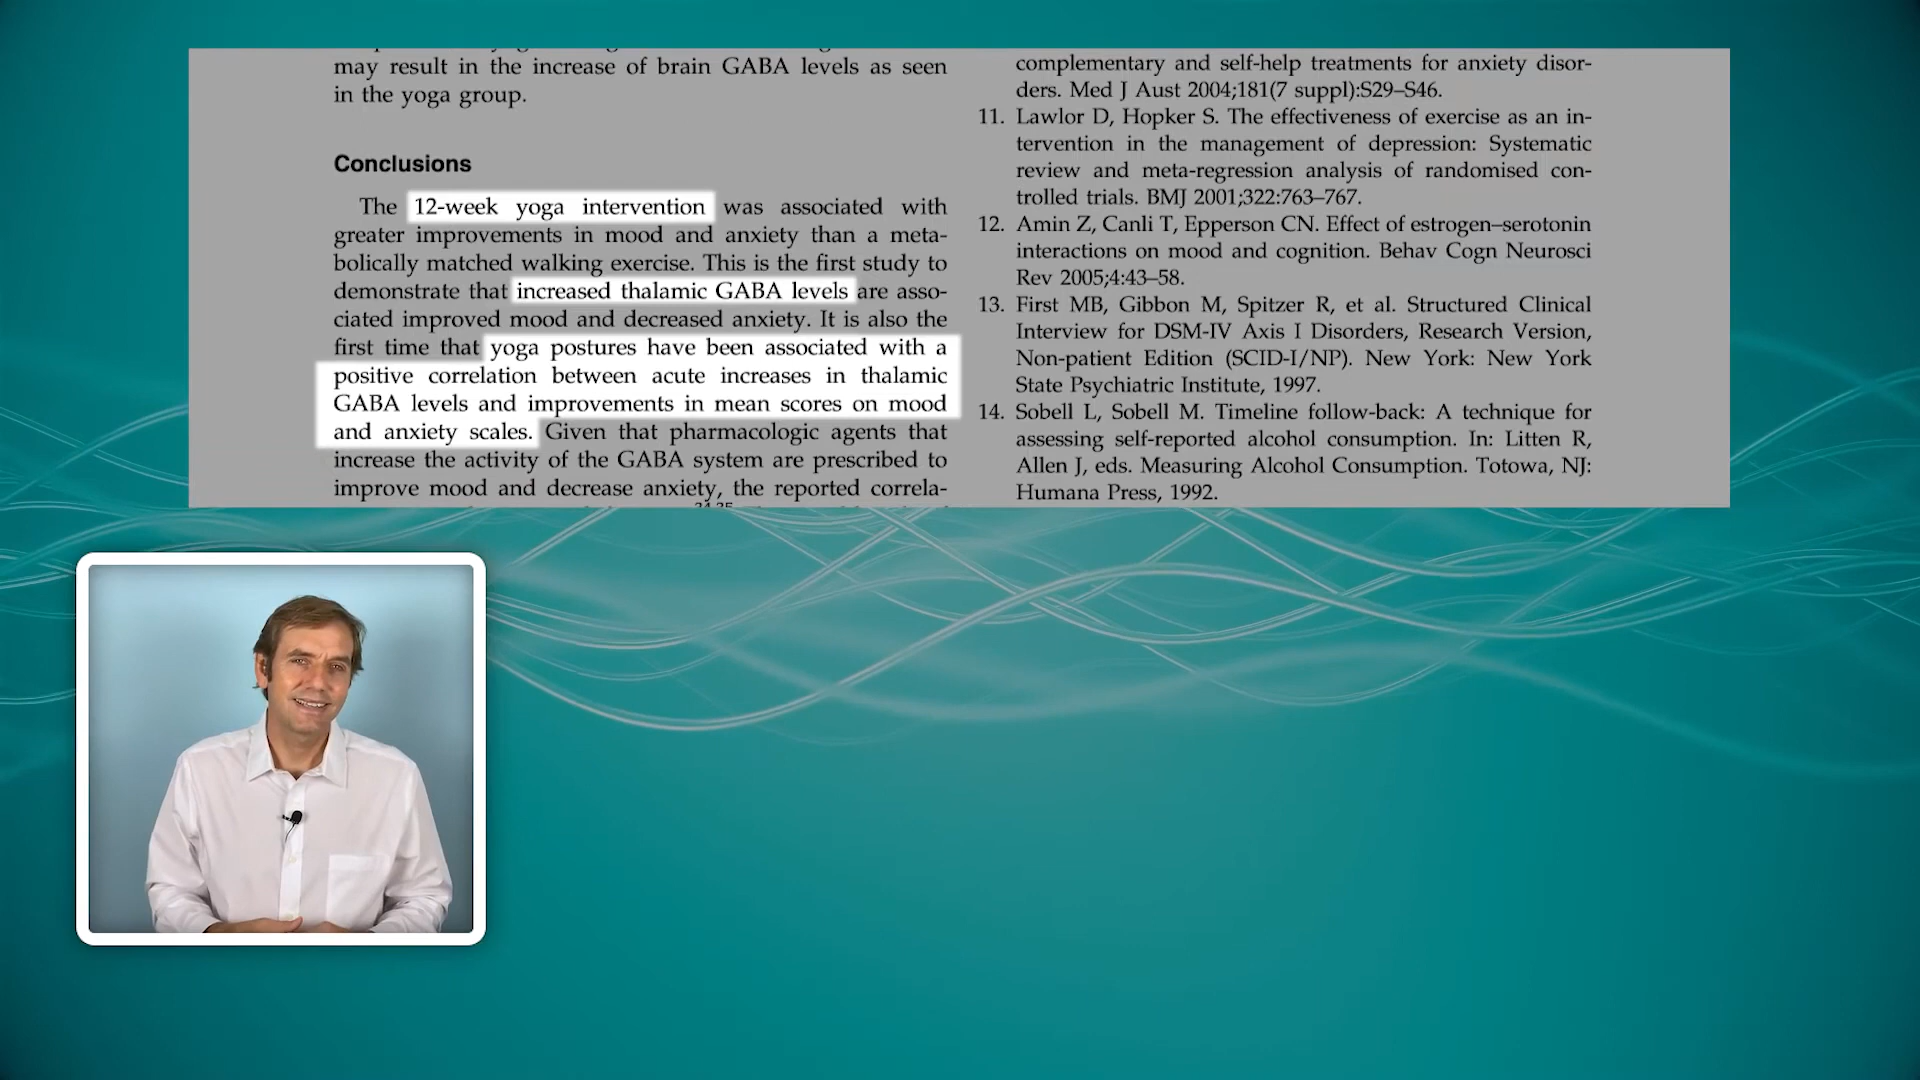 may result in the increase of brain GABA levels as seen
in the yoga group.
Conclusions
The 12-week yoga intervention was associated with
greater improvements in mood and anxiety than a meta-
bolically matched walking exercise. This is the first study to
demonstrate that increased thalamic GABA levels are asso-
ciated improved mood and decreased anxiety. It is also the
first time that yoga postures have been associated with a
positive correlation between acute increases in thalamic
GABA levels and improvements in mean scores on mood
and anxiety scales. Given that pharmacologic agents that
increase the activity of the GABA system are prescribed to
improve mood and decrease anxiety, the reported correla-
complementary and self-help treatments for anxiety disor-
ders. Med J Aust 2004;181(7 suppl):S29–S46.
11. Lawlor D, Hopker S. The effectiveness of exercise as an in-
tervention in the management of depression: Systematic
review and meta-regression analysis of randomised con-
trolled trials. BMJ 2001;322:763–767.
12. Amin Z, Canli T, Epperson CN. Effect of estrogen–serotonin
interactions on mood and cognition. Behav Cogn Neurosci
Rev 2005;4:43–58.
13. First MB, Gibbon M, Spitzer R, et al. Structured Clinical
Interview for DSM-IV Axis I Disorders, Research Version,
Non-patient Edition (SCID-I/NP). New York: New York
State Psychiatric Institute, 1997.
14. Sobell L, Sobell M. Timeline follow-back: A technique for
assessing self-reported alcohol consumption. In: Litten R,
Allen J, eds. Measuring Alcohol Consumption. Totowa, NJ:
Humana Press, 1992.